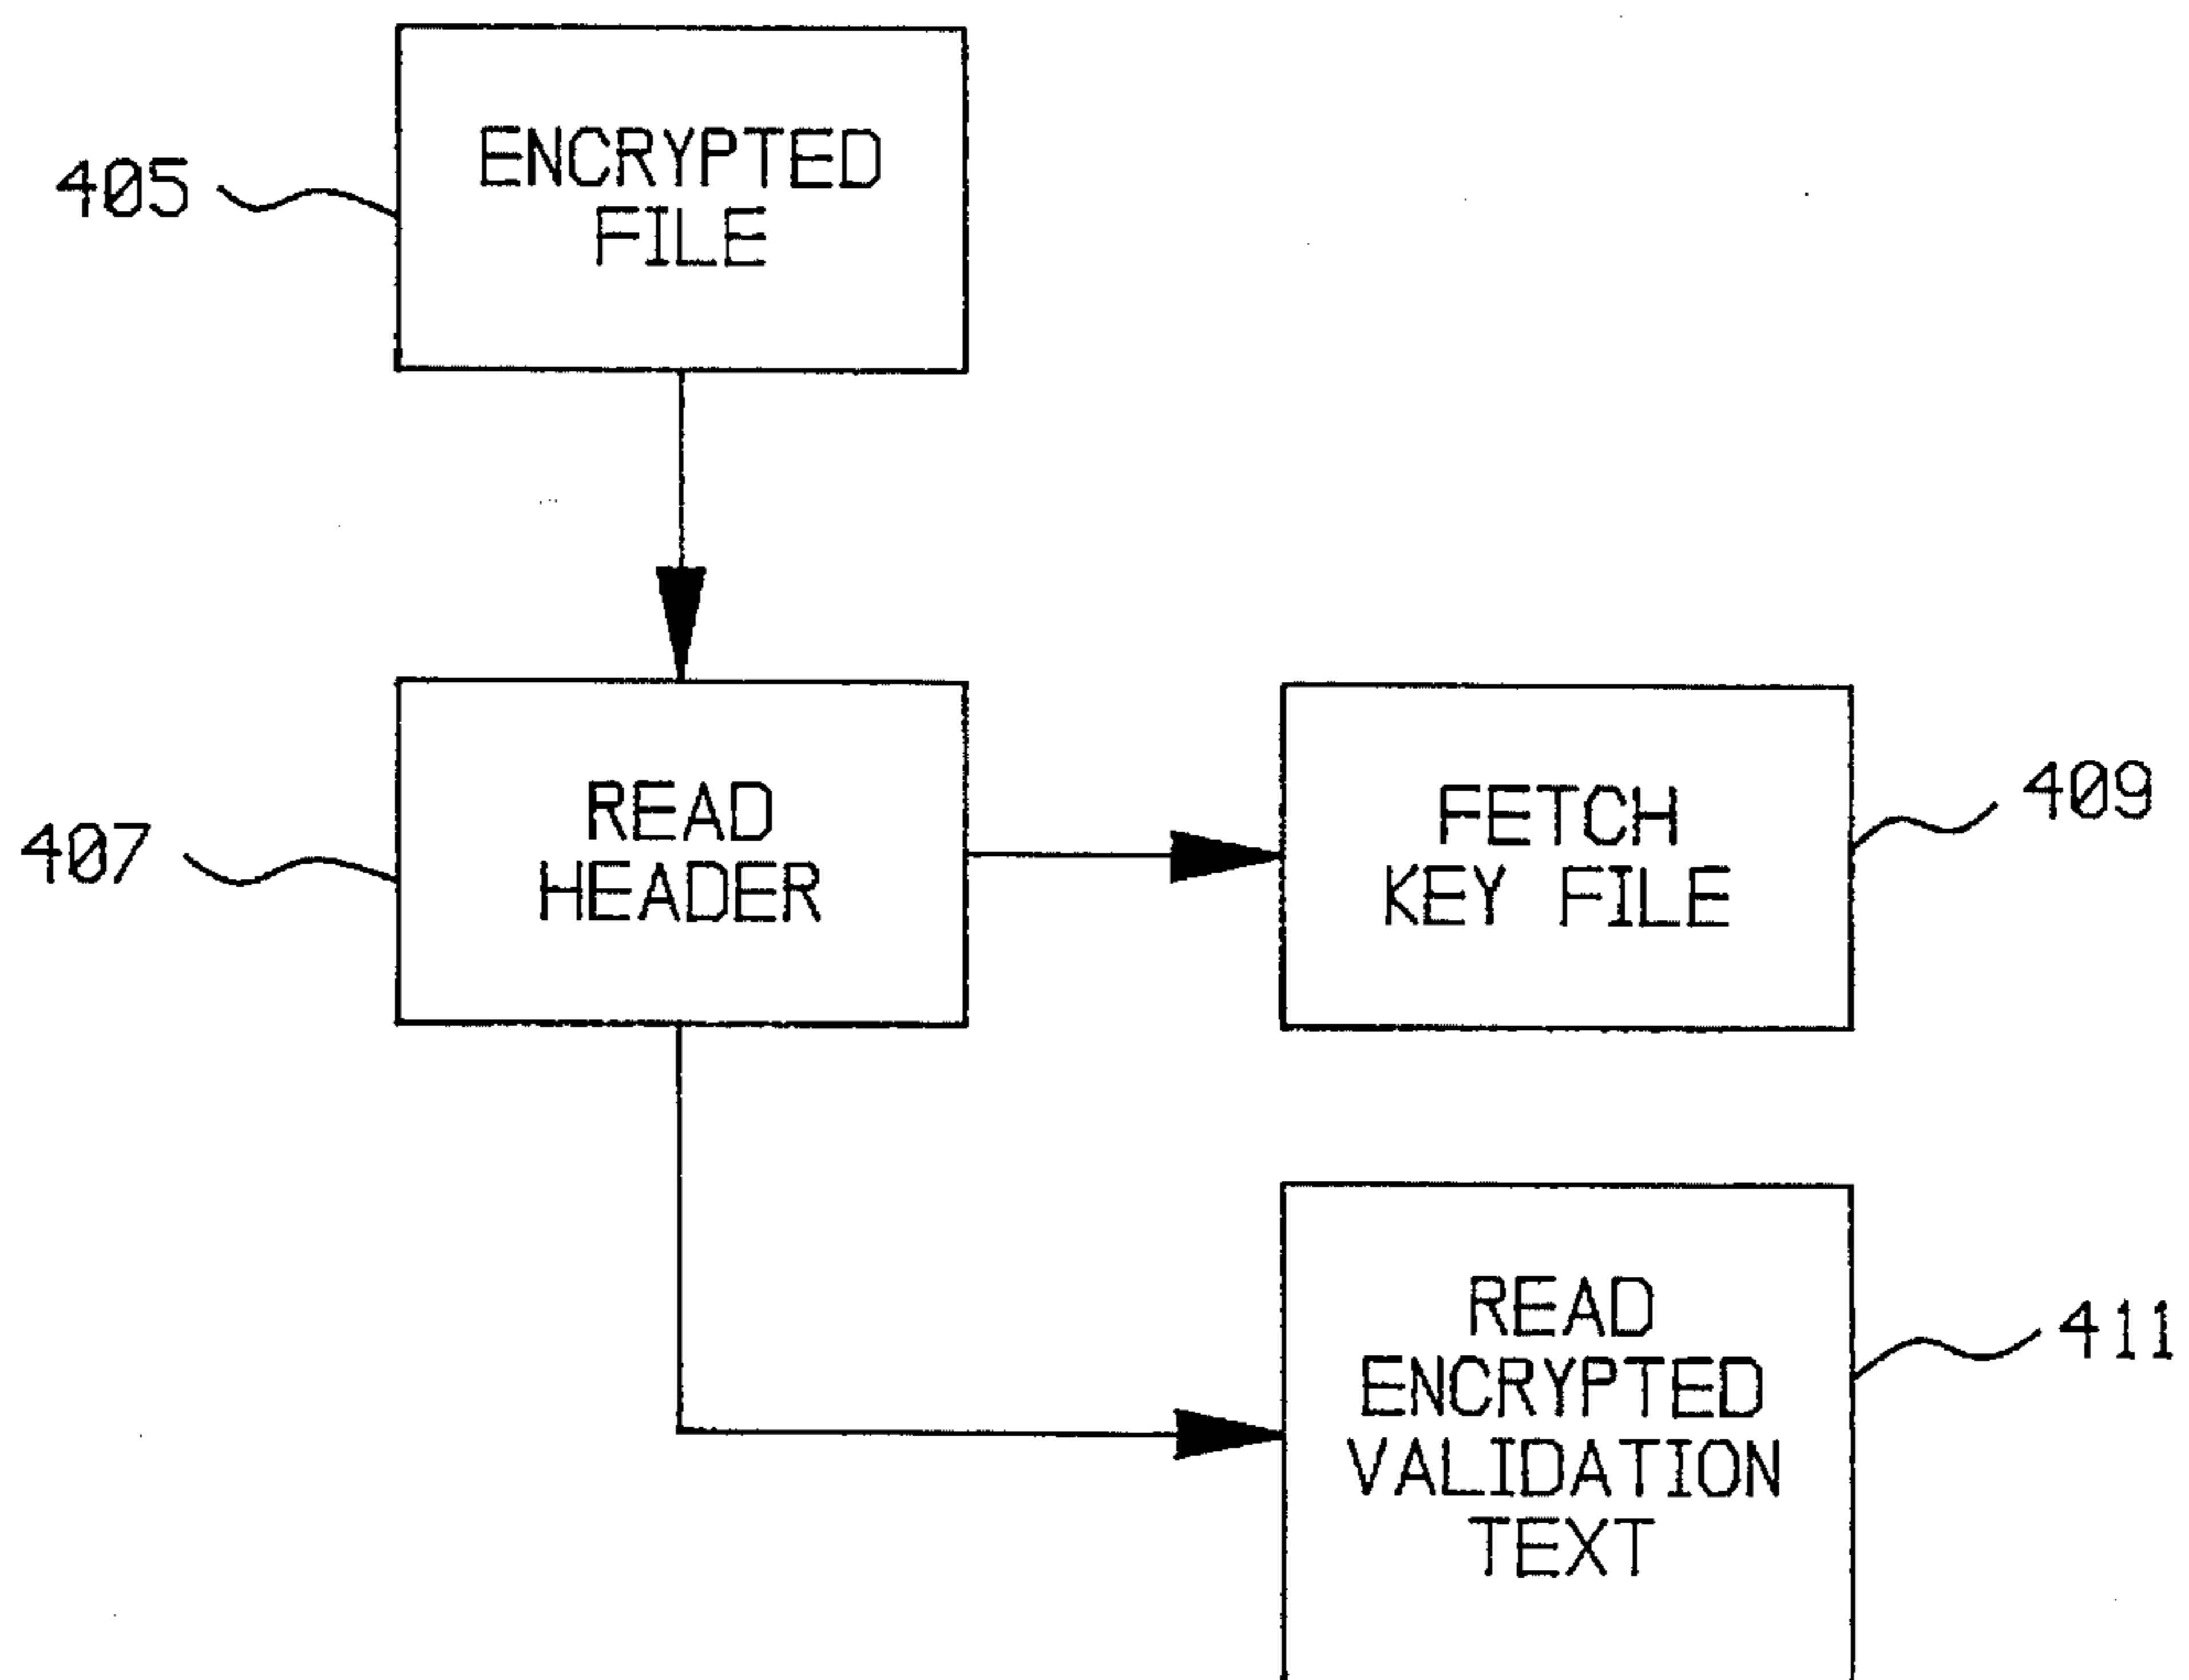 405
ENCRYPTED
FILE
407
READ
HEADER
FETCH
KEY FILE
409
READ
ENCRYPTED
VALIDATION
TEXT
411